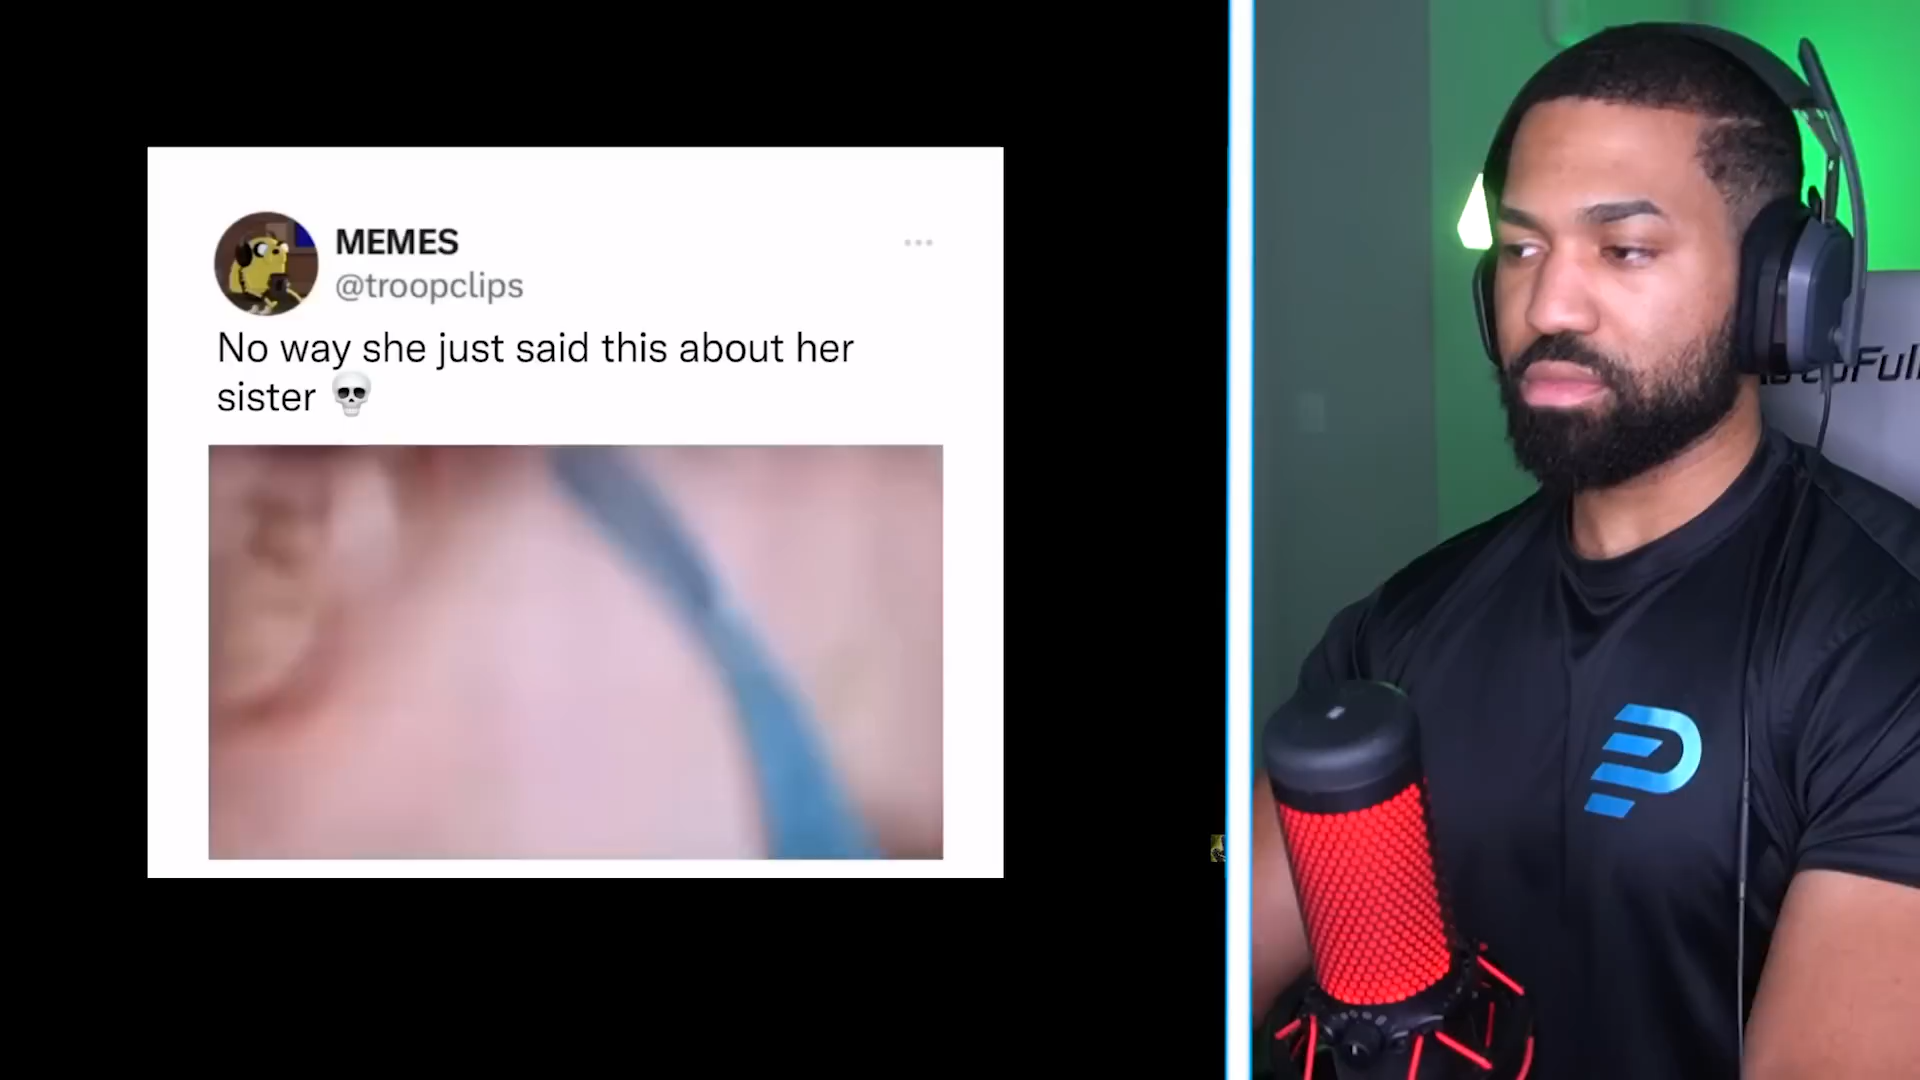 MEMES
@troopclips
No way she just said this about her
sister 💀